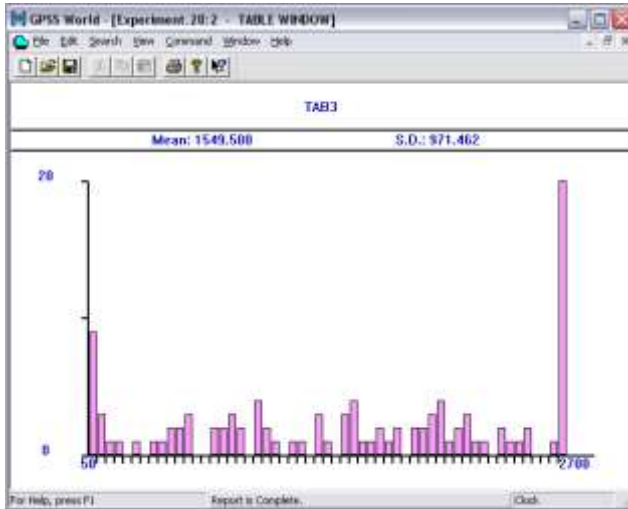 GPSS World - [Experiment.20:2 - TABLE WINDOW]
File Edit Search View Command Window Help
TAB3
Mean: 1549.500 S.D.: 971.462
20
0
50 2700
For Help, press F1 Report is Complete. Clock